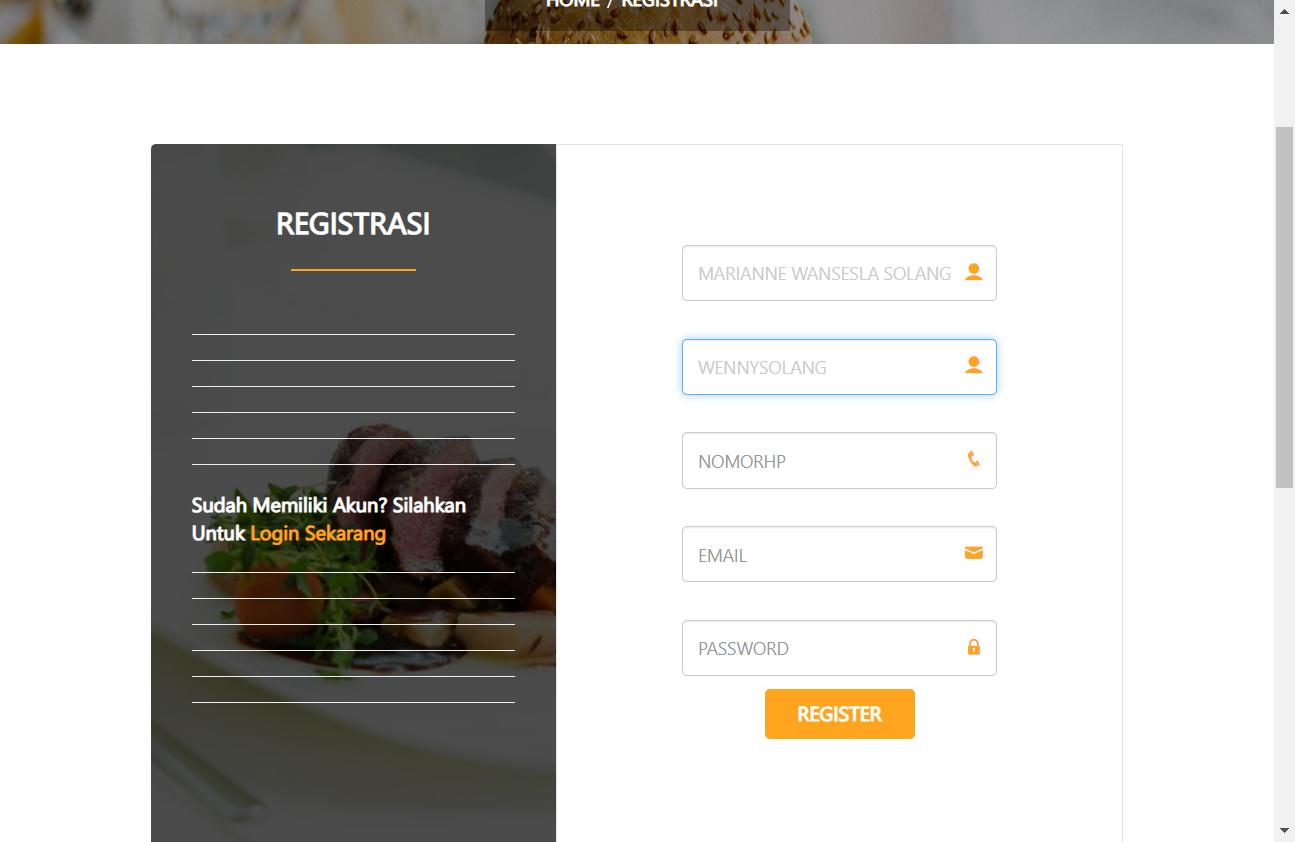 HOME / REGISTRASI
REGISTRASI
Sudah Memiliki Akun? Silahkan
Untuk Login Sekarang
MARIANNE WANSESLA SOLANG
WENNYSOLANG
NOMORHP
EMAIL
PASSWORD
REGISTER